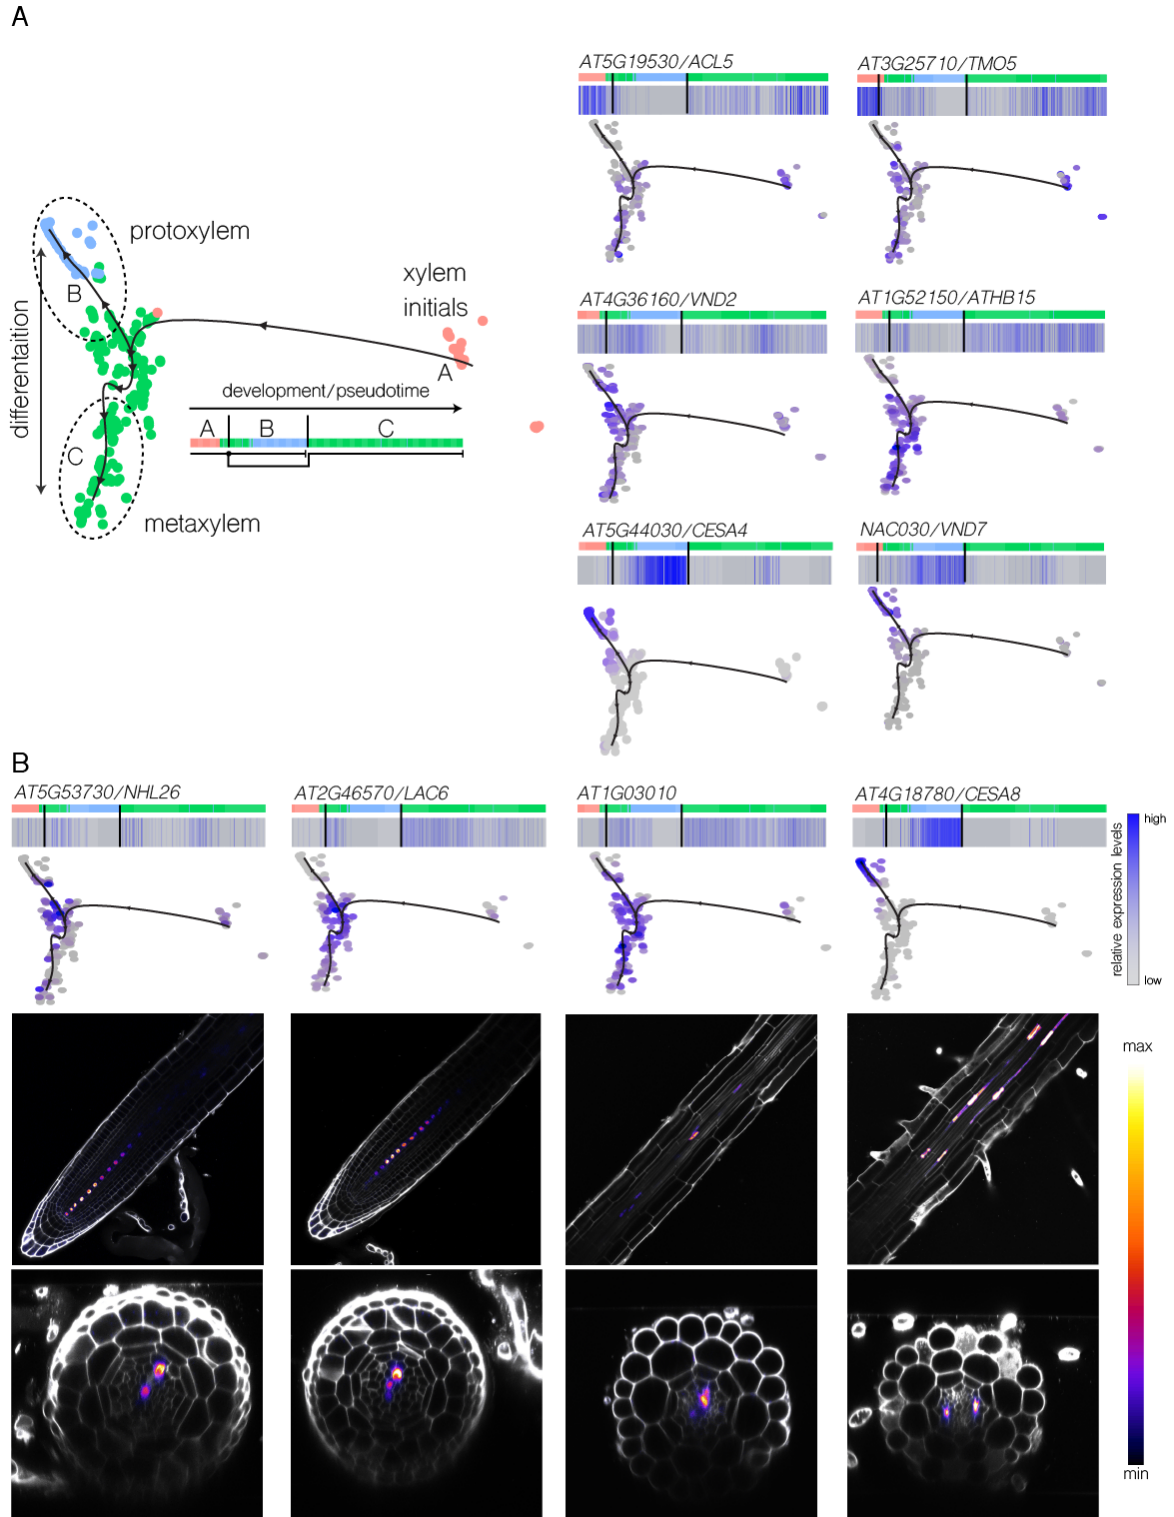 A
AT5G19530/ACL5
AT3G25710/TMO5
protoxylem
xylem
initials
B
A
differentaition
development/pseudotime
A
B
C
C
metaxylem
AT4G36160/VND2
AT1G52150/ATHB15
AT5G44030/CESA4
NAC030/VND7
B
AT5G53730/NHL26
AT2G46570/LAC6
AT1G03010
AT4G18780/CESA8
high
relative expression levels
low
max
min